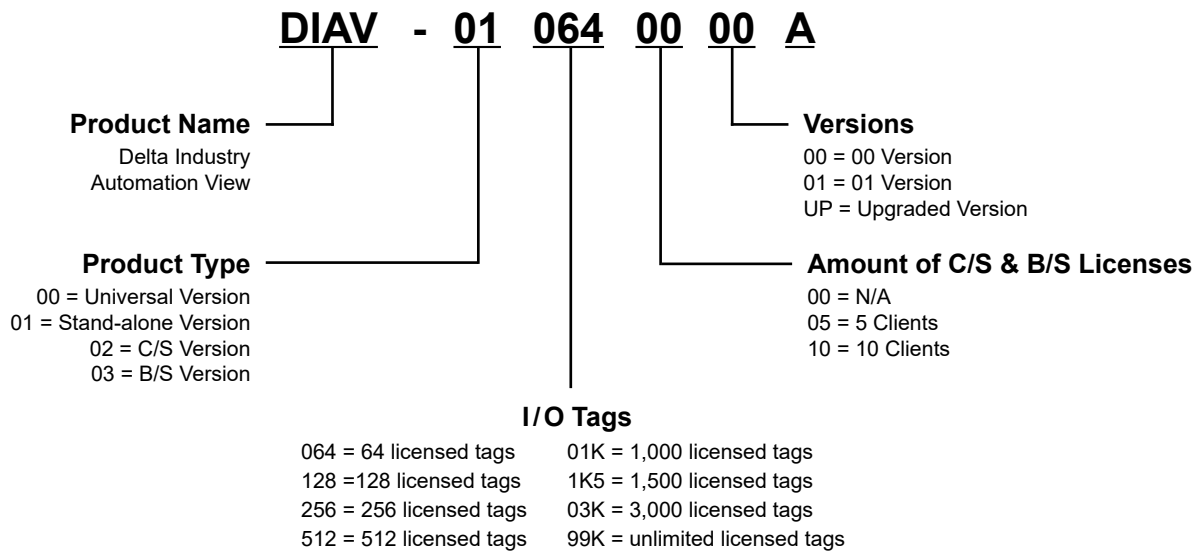 DIAV - 01 064 00 00 A
Product Name
Delta Industry
Automation View
Versions
00 = 00 Version
01 = 01 Version
UP = Upgraded Version
Product Type
00 = Universal Version
01 = Stand-alone Version
02 = C/S Version
03 = B/S Version
Amount of C/S & B/S Licenses
00 = N/A
05 = 5 Clients
10 = 10 Clients
I/O Tags
064 = 64 licensed tags
128 =128 licensed tags
256 = 256 licensed tags
512 = 512 licensed tags
01K = 1,000 licensed tags
1K5 = 1,500 licensed tags
03K = 3,000 licensed tags
99K = unlimited licensed tags